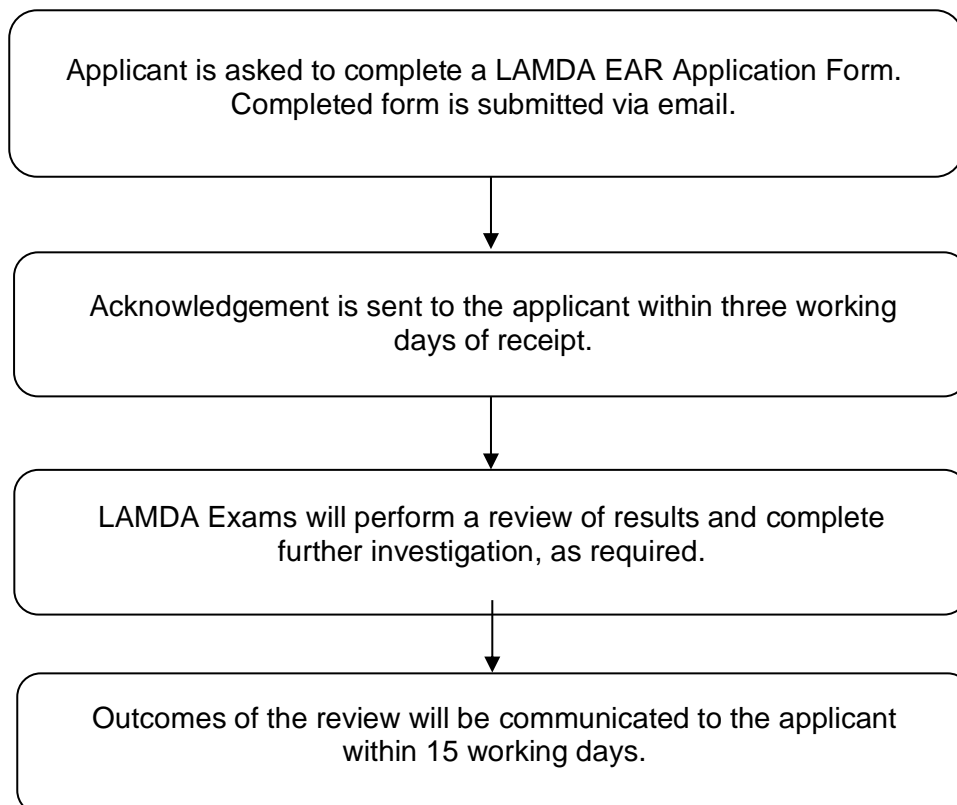 Applicant is asked to complete a LAMDA EAR Application Form.
Completed form is submitted via email.
Acknowledgement is sent to the applicant within three working
days of receipt.
LAMDA Exams will perform a review of results and complete
further investigation, as required.
Outcomes of the review will be communicated to the applicant
within 15 working days.